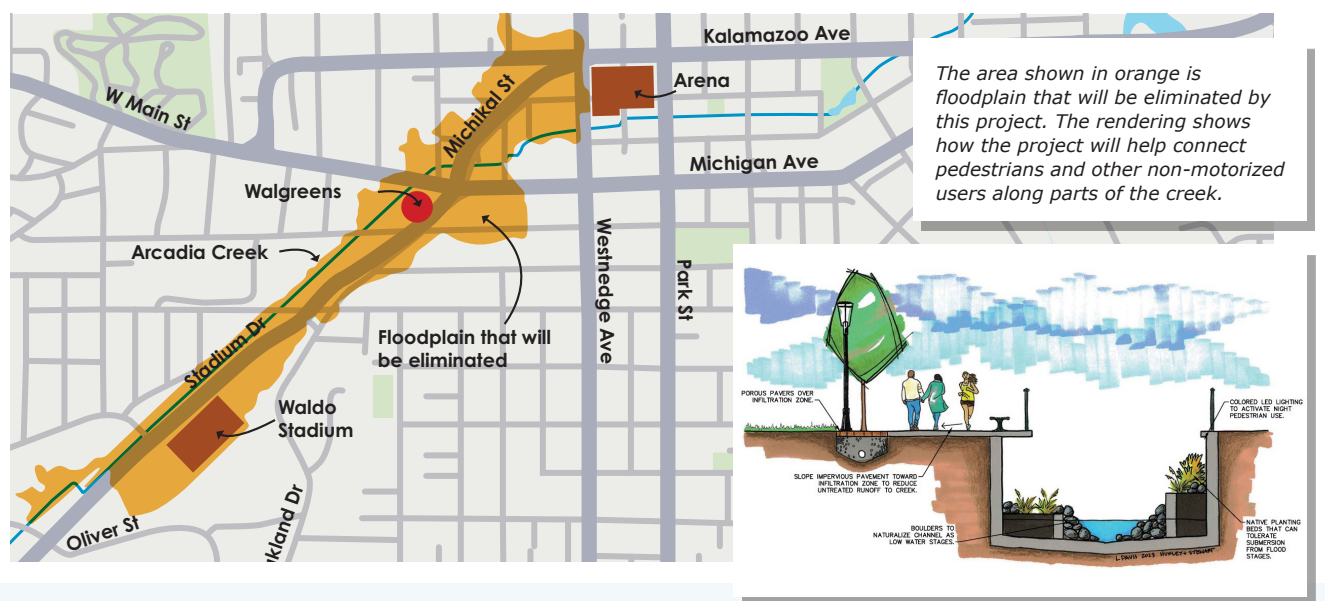 Kalamazoo Ave
Arena
Michikal St
W Main St
Michigan Ave
Walgreens
Arcadia Creek
Westnedge Ave
Park St
Floodplain that will
be eliminated
Stadium Dr
Waldo
Stadium
Oliver St
akland Dr
The area shown in orange is
floodplain that will be eliminated by
this project. The rendering shows
how the project will help connect
pedestrians and other non-motorized
users along parts of the creek.
POROUS PAVERS OVER
INFILTRATION ZONE.
COLORED LED LIGHTING
TO ACTIVATE NIGHT
PEDESTRIAN USE.
SLOPE IMPERVIOUS PAVEMENT TOWARD
INFILTRATION ZONE TO REDUCE
UNTREATED RUNOFF TO CREEK.
BOULDERS TO
NATURALIZE CHANNEL AS
LOW WATER STAGES.
NATIVE PLANTING
BEDS THAT CAN
TOLERATE
SUBMERSION
FROM FLOOD
STAGES.
L. DAVIS 2023